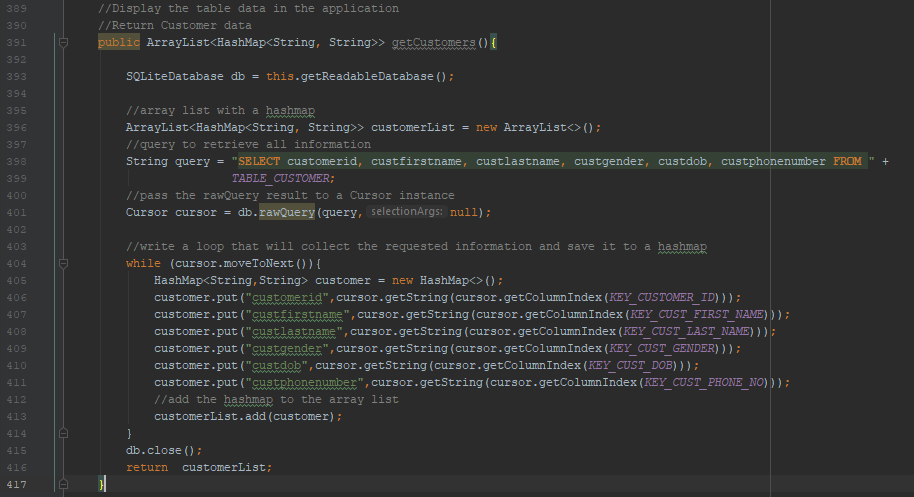 389 //Display the table data in the application
390 //Return Customer data
391 public ArrayList<HashMap<String, String>> getCustomers(){
392
393 SQLiteDatabase db = this.getReadableDatabase();
394
395 //array list with a hashmap
396 ArrayList<HashMap<String, String>> customerList = new ArrayList<>();
397 //query to retrieve all information
398 String query = "SELECT customerid, custfirstname, custlastname, custgender, custdob, custphonenumber FROM " +
399 TABLE_CUSTOMER;
400 //pass the rawQuery result to a Cursor instance
401 Cursor cursor = db.rawQuery(query, selectionArgs: null);
402
403 //write a loop that will collect the requested information and save it to a hashmap
404 while (cursor.moveToNext()){
405 HashMap<String,String> customer = new HashMap<>();
406 customer.put("customerid",cursor.getString(cursor.getColumnIndex(KEY_CUSTOMER_ID)));
407 customer.put("custfirstname",cursor.getString(cursor.getColumnIndex(KEY_CUST_FIRST_NAME)));
408 customer.put("custlastname",cursor.getString(cursor.getColumnIndex(KEY_CUST_LAST_NAME)));
409 customer.put("custgender",cursor.getString(cursor.getColumnIndex(KEY_CUST_GENDER)));
410 customer.put("custdob",cursor.getString(cursor.getColumnIndex(KEY_CUST_DOB)));
411 customer.put("custphonenumber",cursor.getString(cursor.getColumnIndex(KEY_CUST_PHONE_NO)));
412 //add the hashmap to the array list
413 customerList.add(customer);
414 }
415 db.close();
416 return  customerList;
417 }